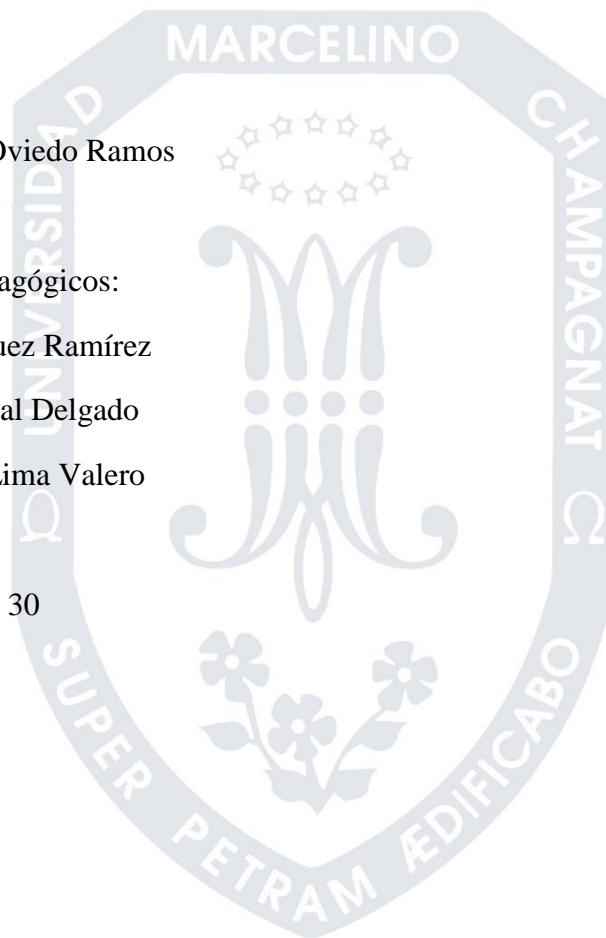 MARCELINO
CHAMPAGNAT
UNIVERSIDAD
Oviedo Ramos
agógicos:
uez Ramírez
al Delgado
Lima Valero
Ω Ω
30
SUPER PETRAM ÆDIFICABO